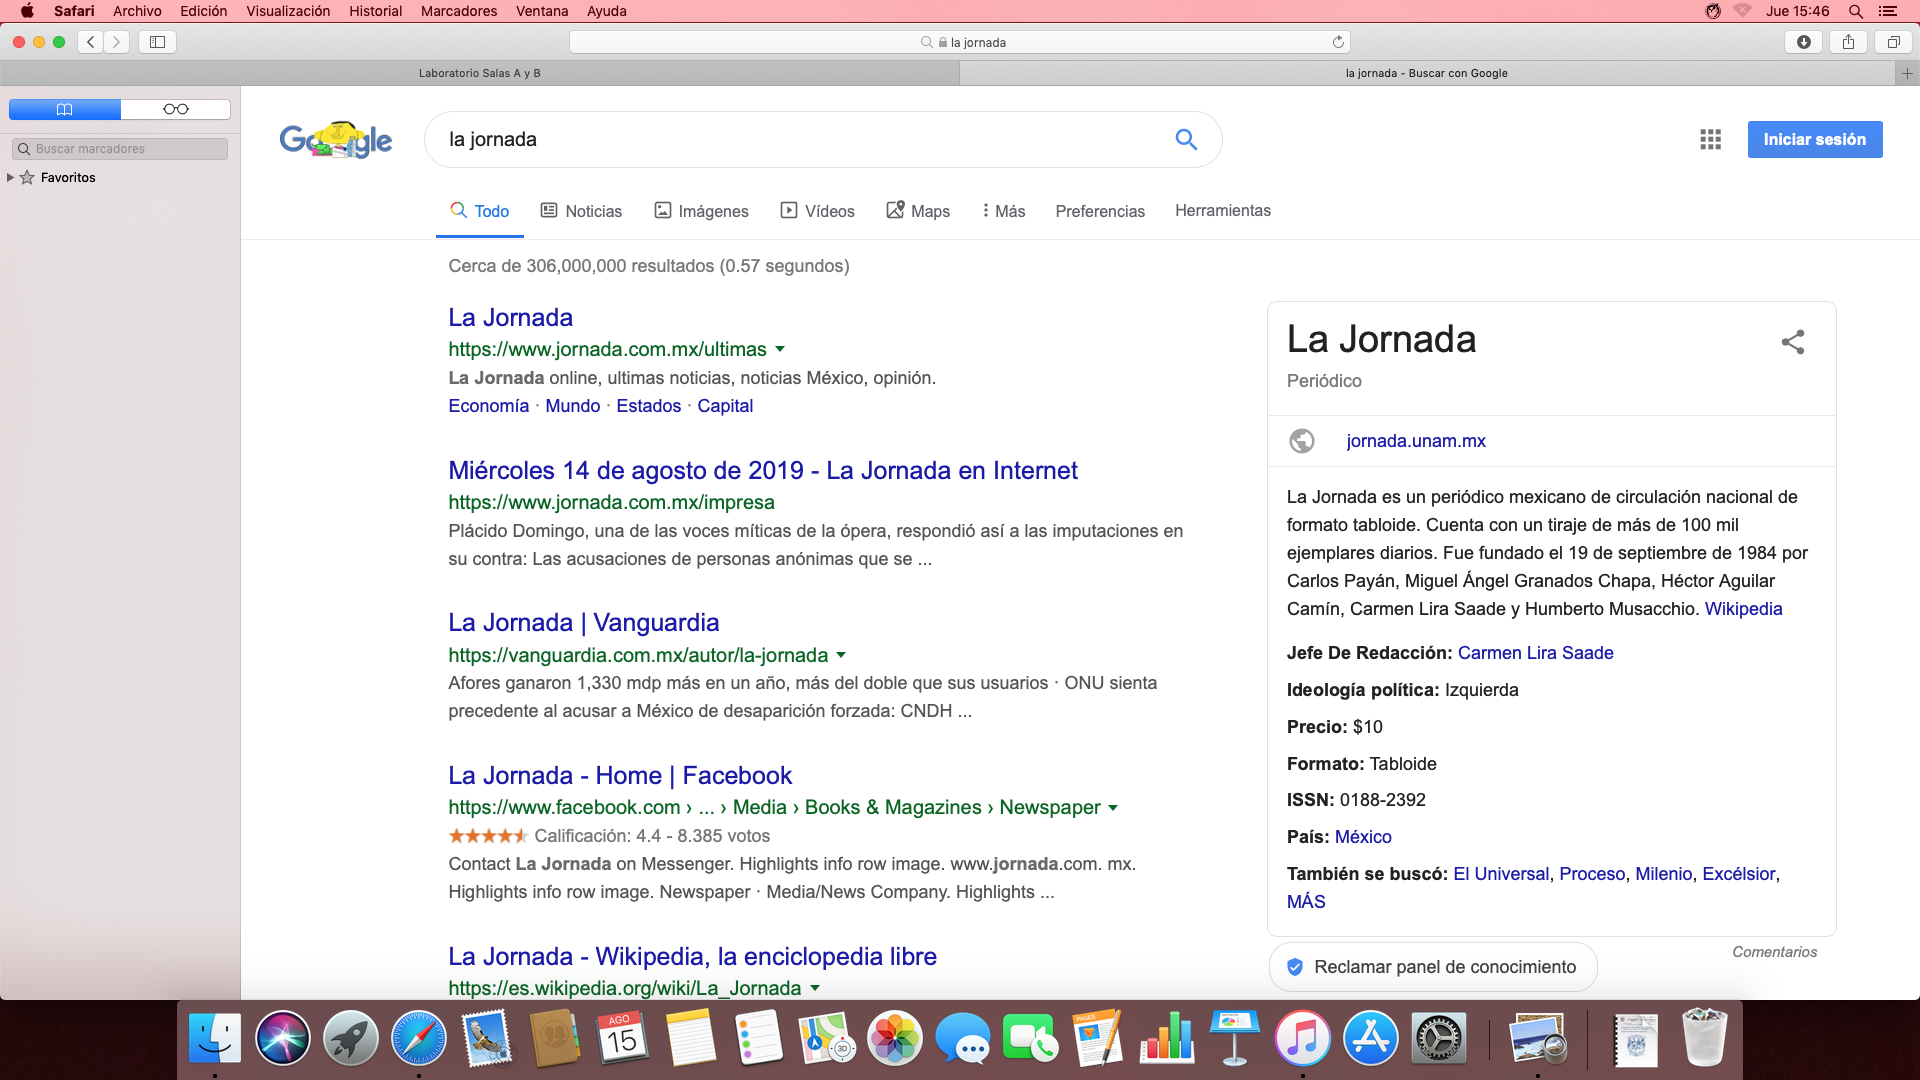 Safari Archivo Edición Visualización Historial Marcadores Ventana Ayuda Jue 15:46
la jornada
Laboratorio Salas A y B
la jornada - Buscar con Google
Buscar marcadores
Favoritos
Google
la jornada
Iniciar sesión
Todo Noticias Imágenes Vídeos Maps Más Preferencias Herramientas
Cerca de 306,000,000 resultados (0.57 segundos)
La Jornada
https://www.jornada.com.mx/ultimas
La Jornada online, ultimas noticias, noticias México, opinión.
Economía · Mundo · Estados · Capital
Miércoles 14 de agosto de 2019 - La Jornada en Internet
https://www.jornada.com.mx/impresa
Plácido Domingo, una de las voces míticas de la ópera, respondió así a las imputaciones en
su contra: Las acusaciones de personas anónimas que se ...
La Jornada | Vanguardia
https://vanguardia.com.mx/autor/la-jornada
Afores ganaron 1,330 mdp más en un año, más del doble que sus usuarios · ONU sienta
precedente al acusar a México de desaparición forzada: CNDH ...
La Jornada - Home | Facebook
https://www.facebook.com › ... › Media › Books & Magazines › Newspaper
Calificación: 4.4 - 8.385 votos
Contact La Jornada on Messenger. Highlights info row image. www.jornada.com. mx.
Highlights info row image. Newspaper · Media/News Company. Highlights ...
La Jornada - Wikipedia, la enciclopedia libre
https://es.wikipedia.org/wiki/La_Jornada
La Jornada
Periódico
jornada.unam.mx
La Jornada es un periódico mexicano de circulación nacional de
formato tabloide. Cuenta con un tiraje de más de 100 mil
ejemplares diarios. Fue fundado el 19 de septiembre de 1984 por
Carlos Payán, Miguel Ángel Granados Chapa, Héctor Aguilar
Camín, Carmen Lira Saade y Humberto Musacchio. Wikipedia
Jefe De Redacción: Carmen Lira Saade
Ideología política: Izquierda
Precio: $10
Formato: Tabloide
ISSN: 0188-2392
País: México
También se buscó: El Universal, Proceso, Milenio, Excélsior,
MÁS
Comentarios
Reclamar panel de conocimiento
AGO
15
3D
PAGES